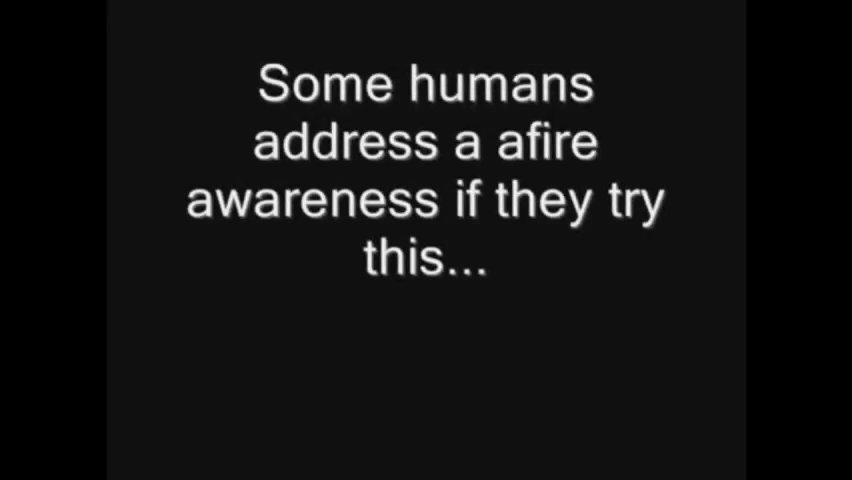 Some humans
address a afire
awareness if they try
this...